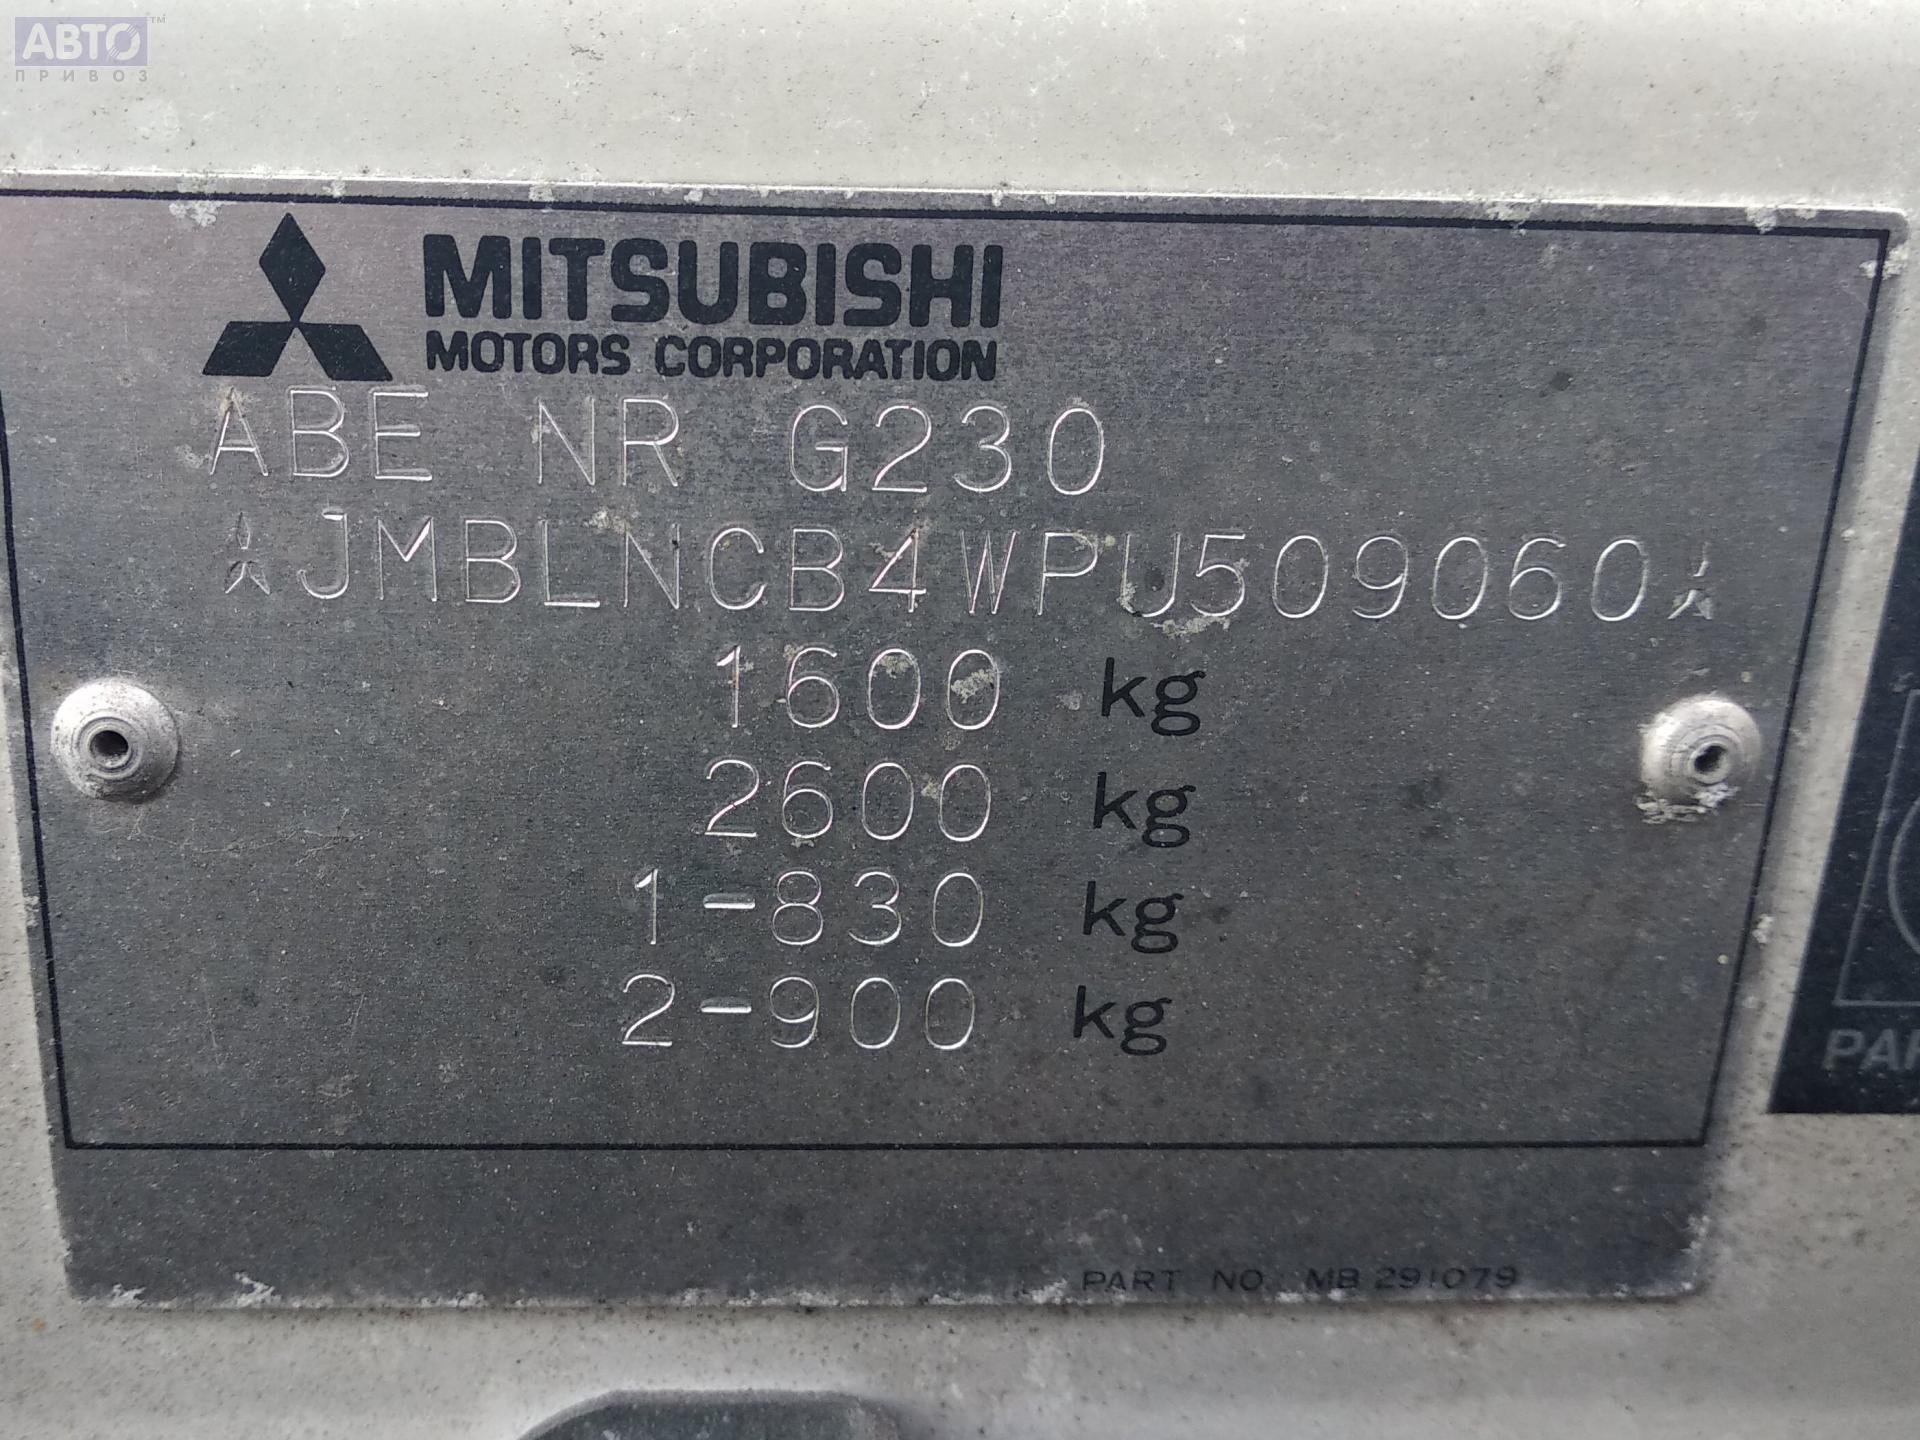 АВТО™
ПРИВОЗ
MITSUBISHI
MOTORS CORPORATION
ABE NR G230
JMBLNCB4WPU509060
1600 kg
2600 kg
1-830 kg
2-900 kg
PART NO. MB 291079